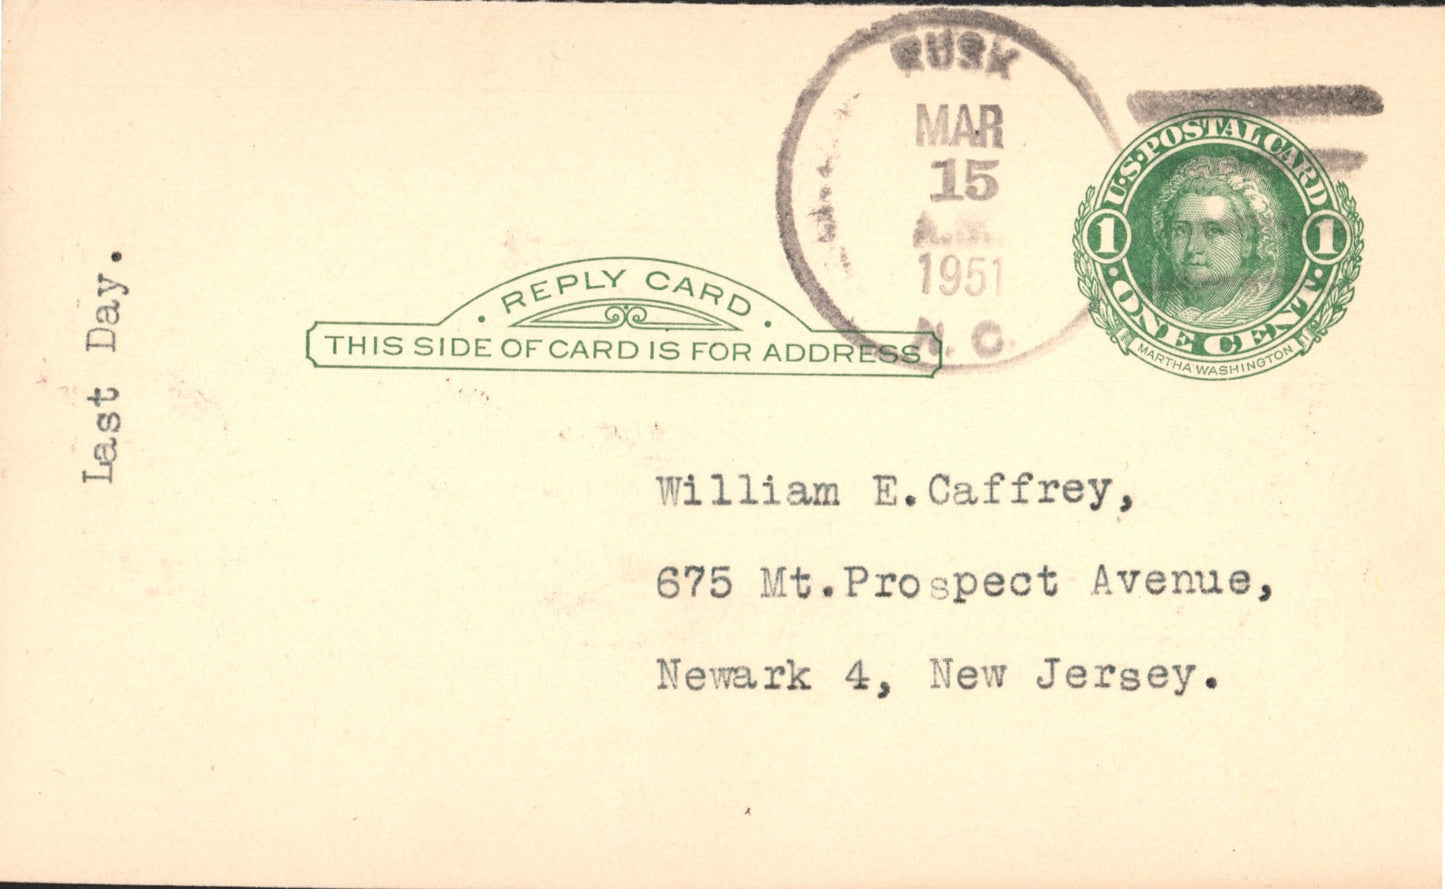 RUSK
MAR
15
A.M.
1951
N. C.
U.S. POSTAL CARD
1 1
· ONE CENT ·
MARTHA WASHINGTON
· REPLY CARD ·
THIS SIDE OF CARD IS FOR ADDRESS
Last Day.
William E.Caffrey,
675 Mt.Prospect Avenue,
Newark 4, New Jersey.